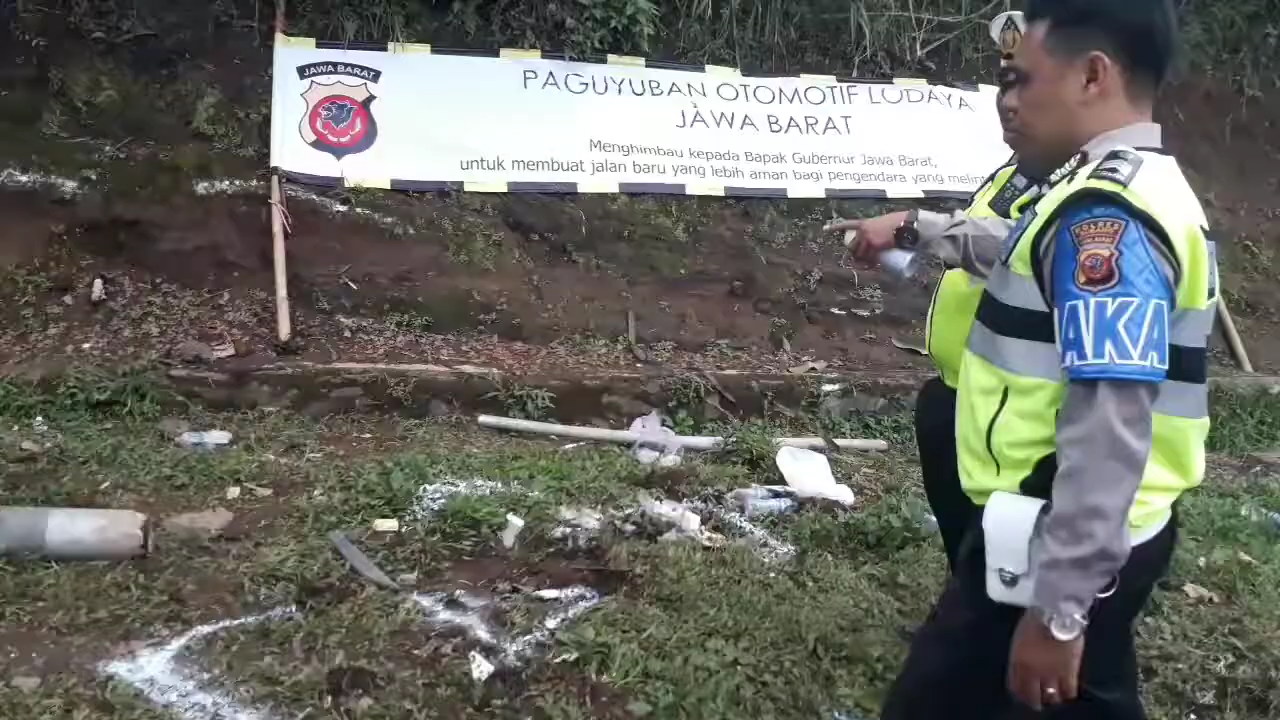 JAWA BARAT
PAGUYUBAN OTOMOTIF LODAYA
JAWA BARAT
Menghimbau kepada Bapak Gubernur Jawa Barat,
untuk membuat jalan baru yang lebih aman bagi pengendara yang
POLRES
AKA